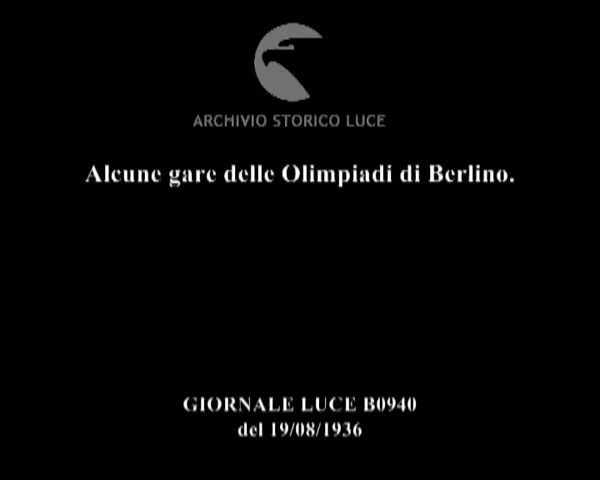 ARCHIVIO STORICO LUCE
Alcune gare delle Olimpiadi di Berlino.
GIORNALE LUCE B0940
del 19/08/1936